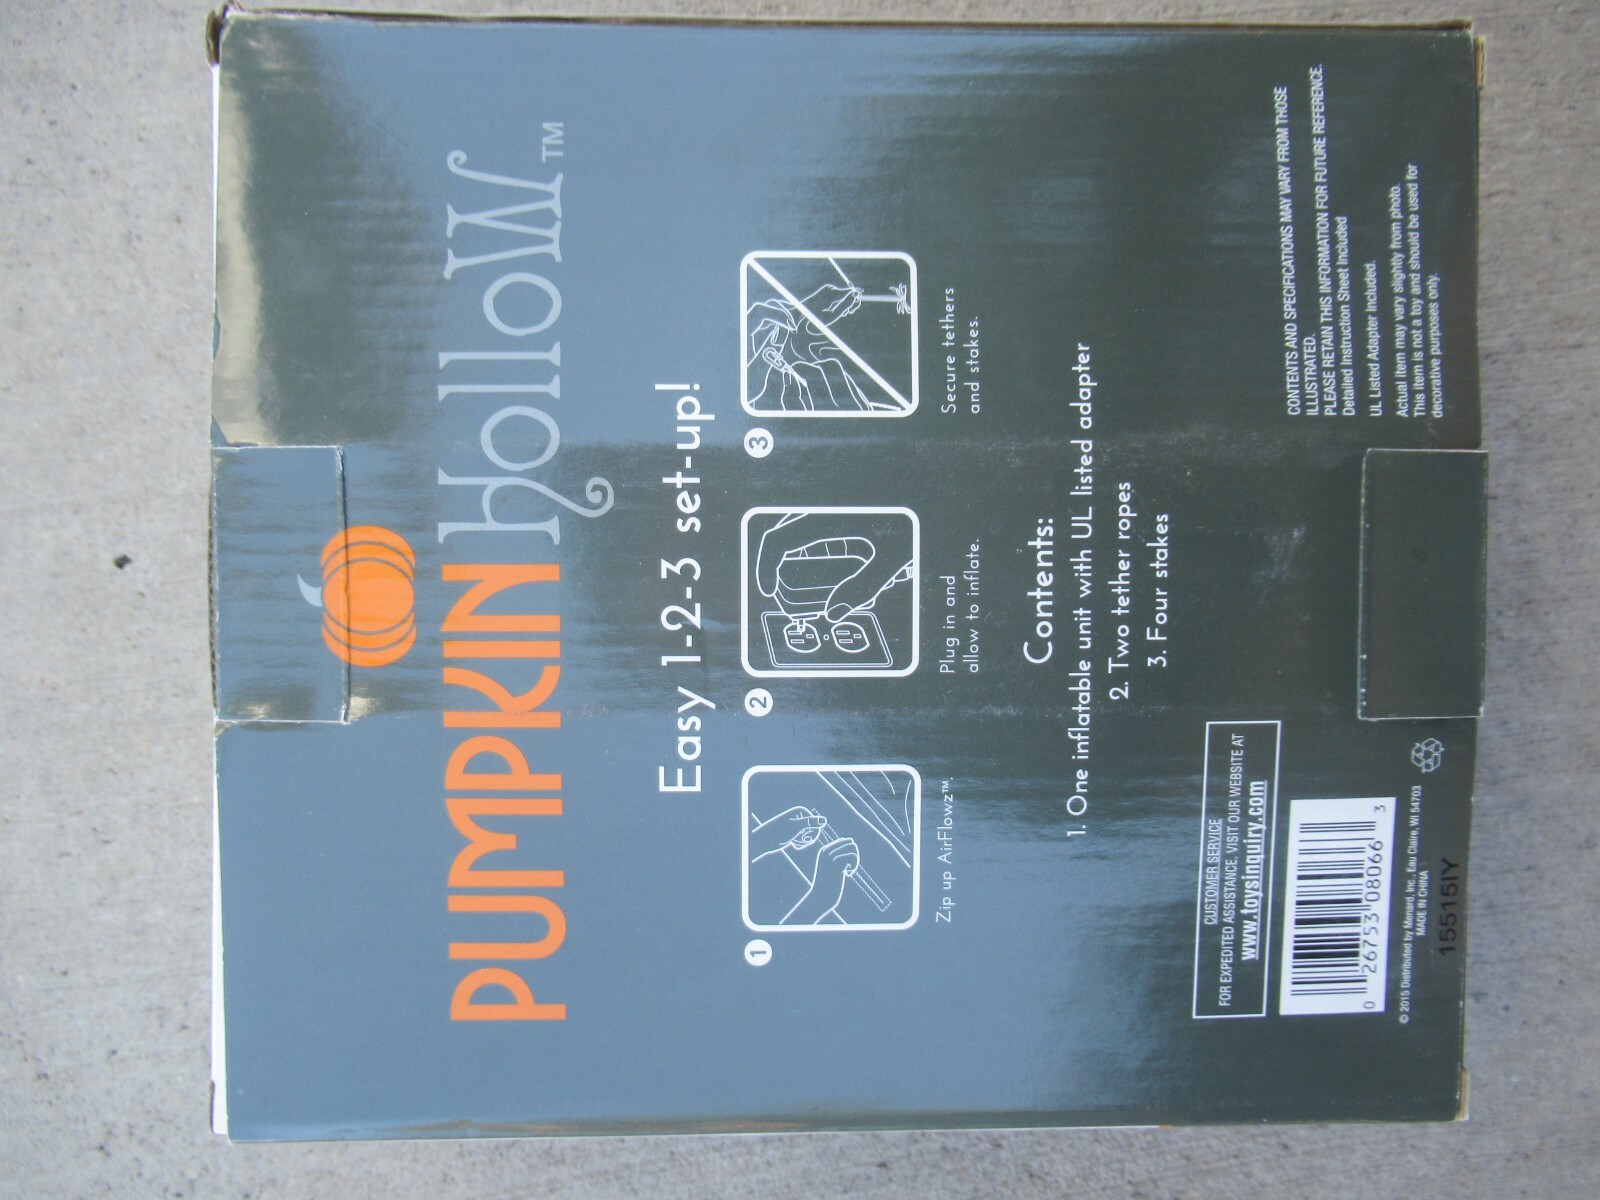 PUMPKIN holloW™
Easy 1-2-3 set-up!
1
2
3
Zip up AirFlowz™.
Plug in and
allow to inflate.
Secure tethers
and stakes.
Contents:
1. One inflatable unit with UL listed adapter
2. Two tether ropes
3. Four stakes
CUSTOMER SERVICE
FOR EXPEDITED ASSISTANCE, VISIT OUR WEBSITE AT
www.toysinquiry.com
0 26753 08066 3
© 2015 Distributed by Menard, Inc., Eau Claire, WI 54703
MADE IN CHINA
15515IY
CONTENTS AND SPECIFICATIONS MAY VARY FROM THOSE
ILLUSTRATED.
PLEASE RETAIN THIS INFORMATION FOR FUTURE REFERENCE.
Detailed Instruction Sheet Included
UL Listed Adapter Included.
Actual item may vary slightly from photo.
This item is not a toy and should be used for
decorative purposes only.